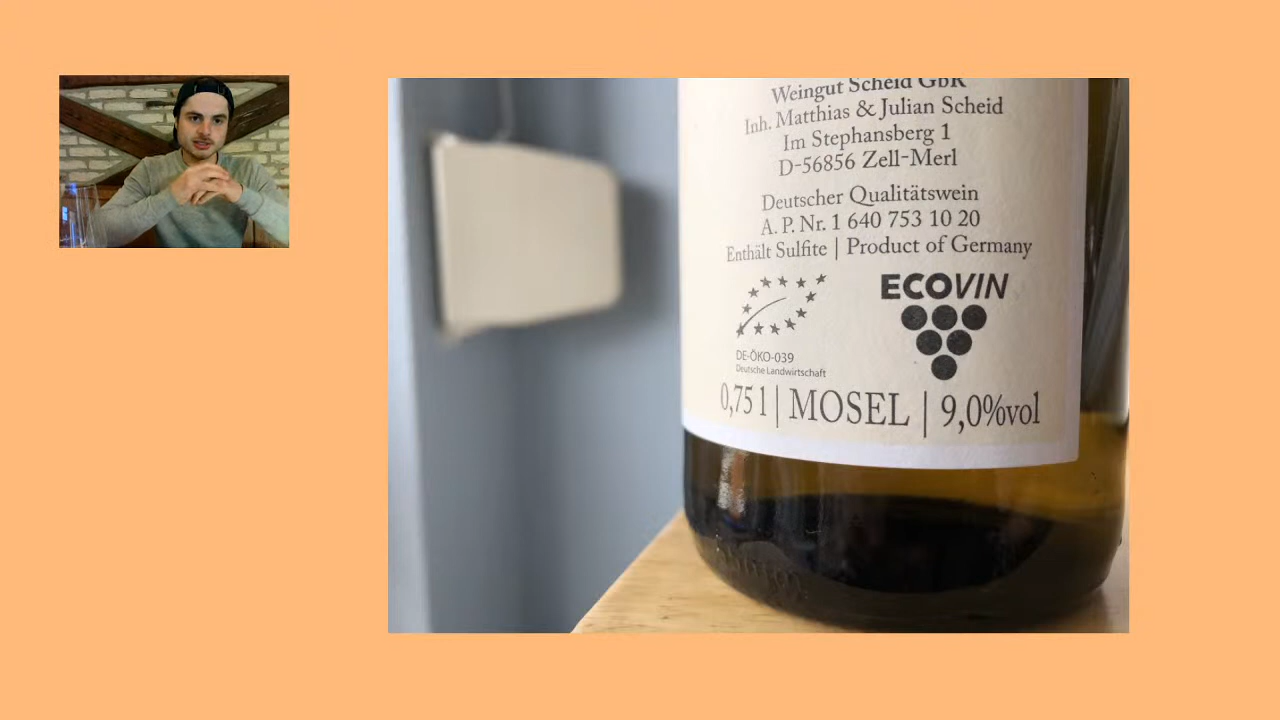 Weingut Scheid GbR
Inh. Matthias & Julian Scheid
Im Stephansberg 1
D-56856 Zell-Merl
Deutscher Qualitätswein
A. P. Nr. 1 640 753 10 20
Enthält Sulfite | Product of Germany
ECOVIN
DE-ÖKO-039
Deutsche Landwirtschaft
0,75 l | MOSEL | 9,0%vol